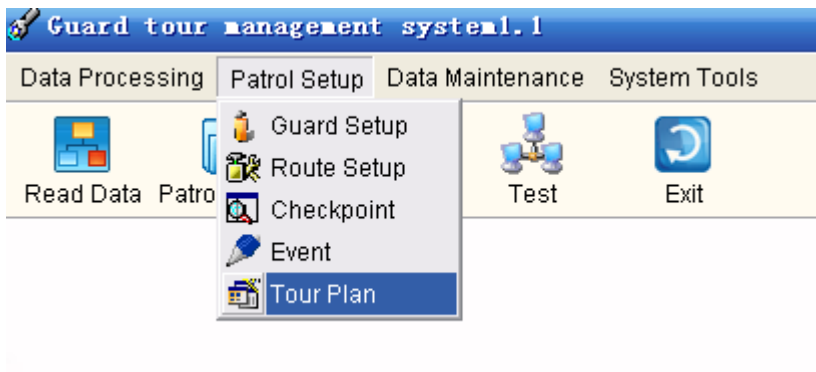 Guard tour management system1.1
Data Processing Patrol Setup Data Maintenance System Tools
Guard Setup
Route Setup
Checkpoint
Event
Tour Plan
Read Data Patro Test Exit